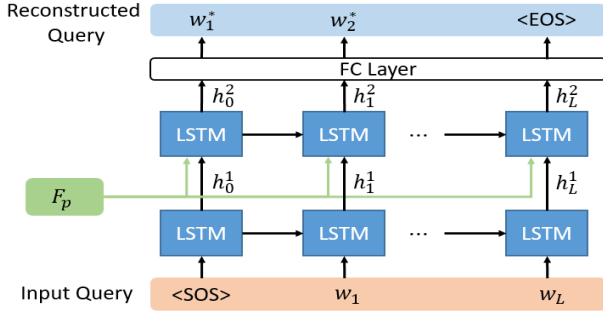 Reconstructed Query
w₁* w₂* <EOS>
FC Layer
h₀² h₁² h_L²
LSTM LSTM ... LSTM
F_p
h₀¹ h₁¹ h_L¹
LSTM LSTM ... LSTM
Input Query <SOS> w₁ w_L